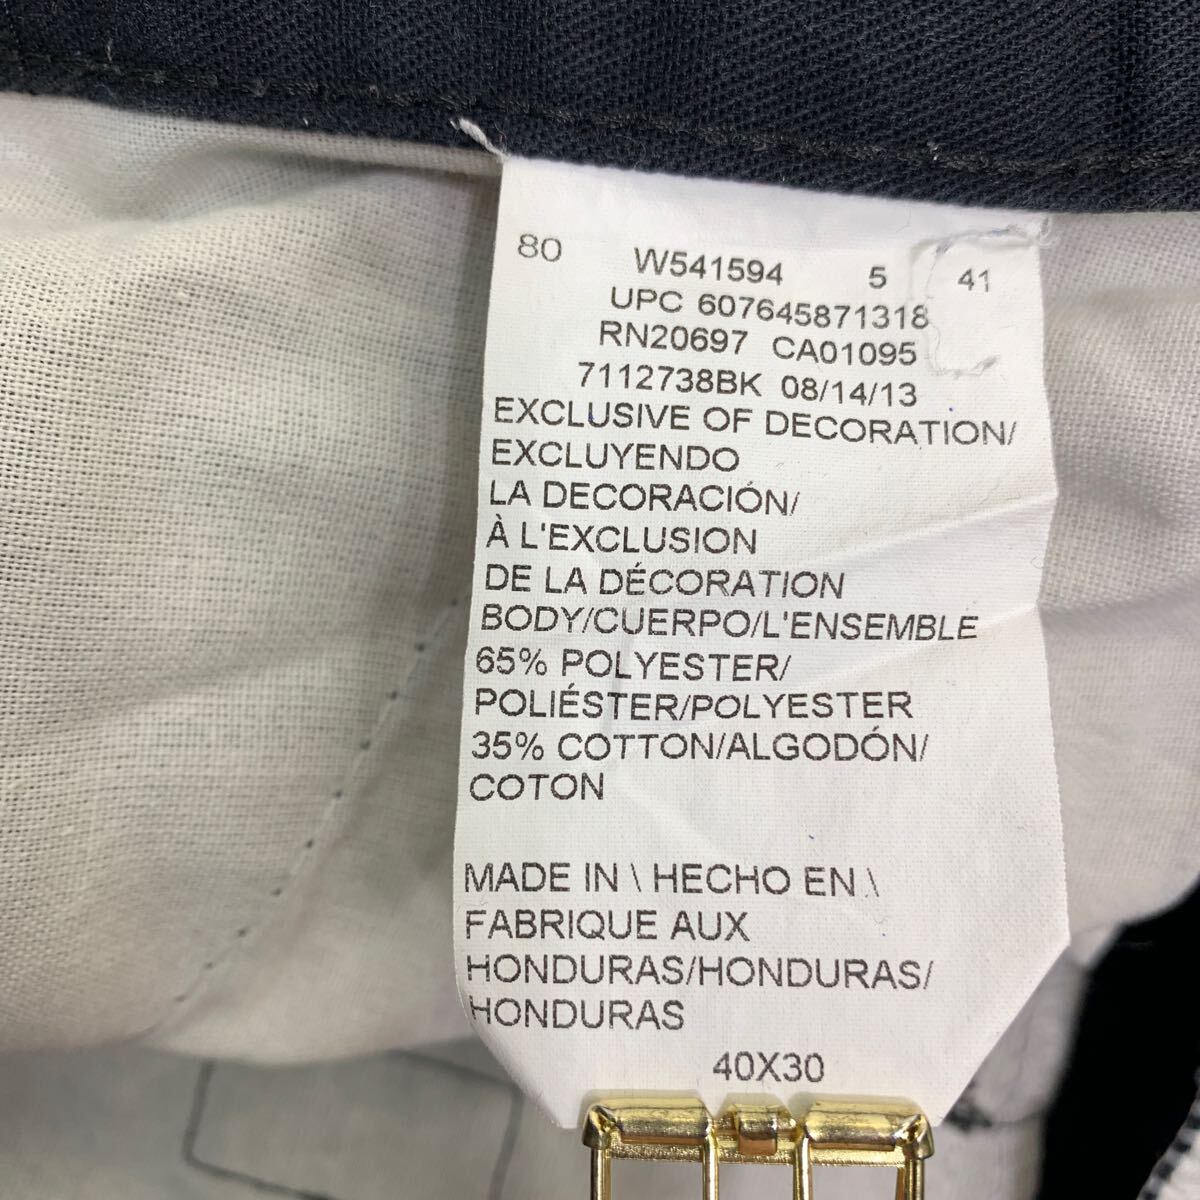 80 W541594 5 41
UPC 607645871318
RN20697 CA01095
7112738BK 08/14/13
EXCLUSIVE OF DECORATION/
EXCLUYENDO
LA DECORACIÓN/
À L'EXCLUSION
DE LA DÉCORATION
BODY/CUERPO/L'ENSEMBLE
65% POLYESTER/
POLIÉSTER/POLYESTER
35% COTTON/ALGODÓN/
COTON
MADE IN \ HECHO EN \
FABRIQUE AUX
HONDURAS/HONDURAS/
HONDURAS
40X30